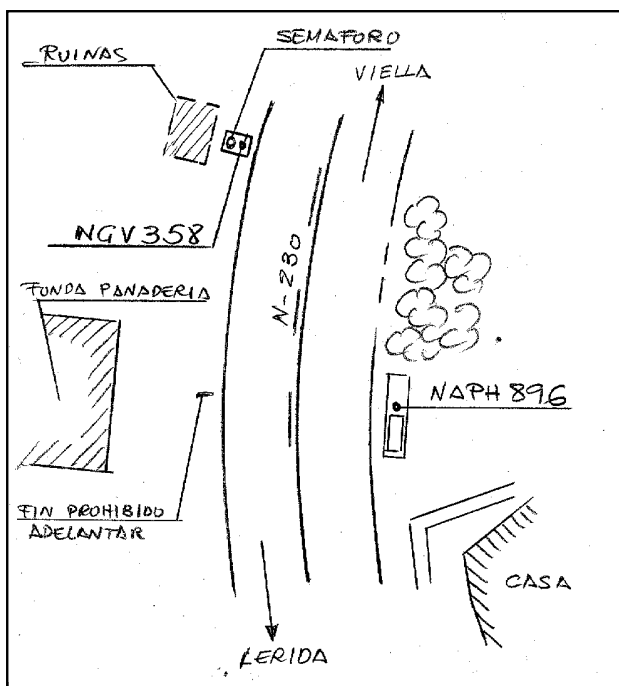 SEMAFORO
RUINAS
VIELLA
NGV358
N-230
FUNDA PANADERIA
NAPH 896
FIN PROHIBIDO
ADELANTAR
CASA
LERIDA